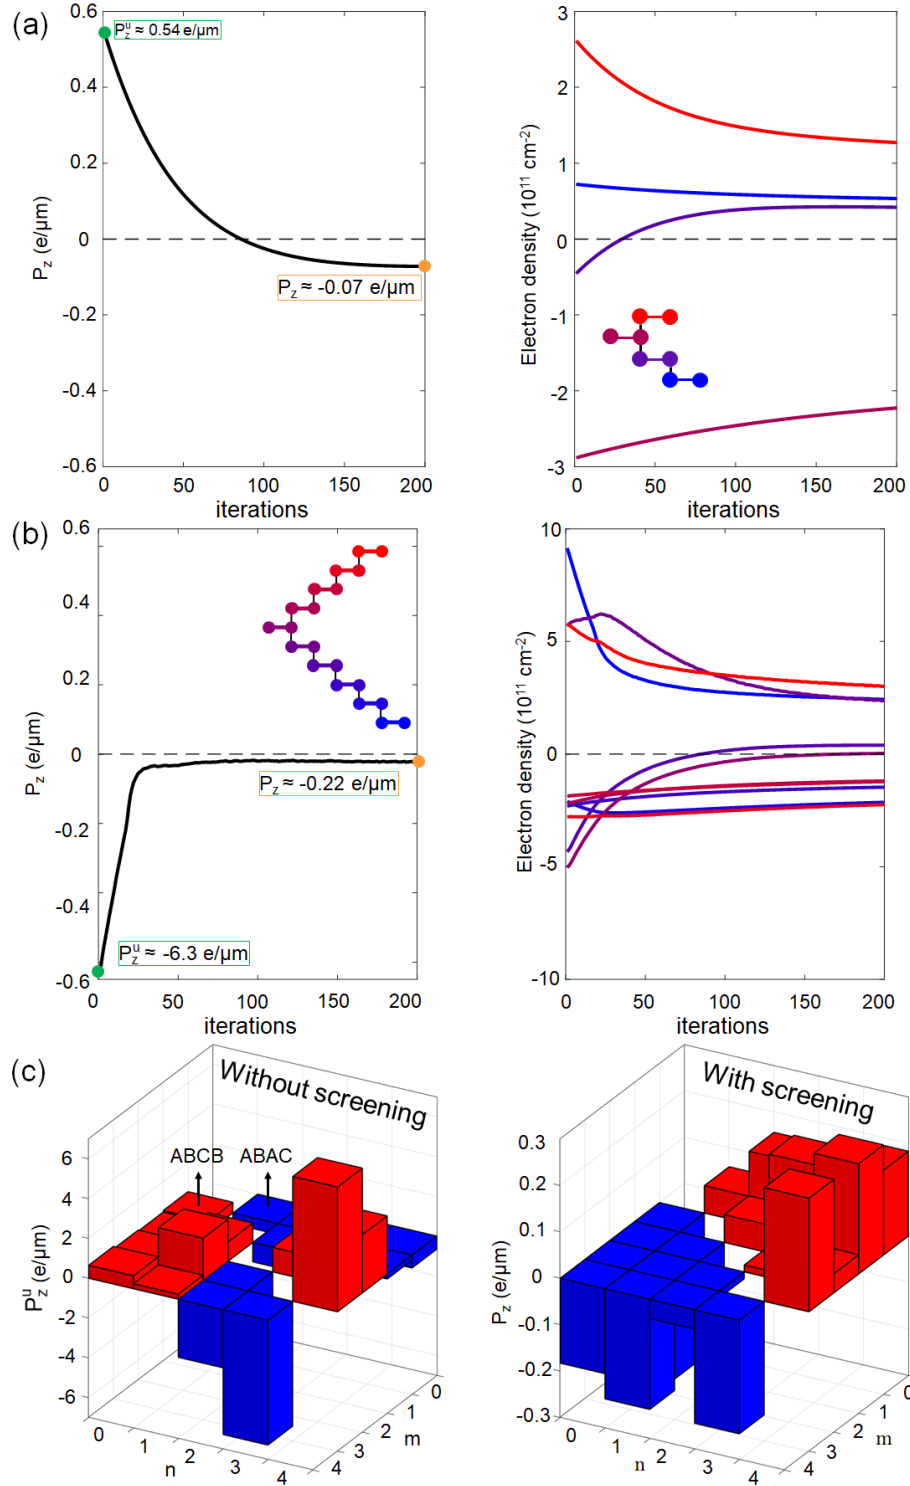 (a)
0.6
0.4
0.2
0
-0.2
-0.4
-0.6
P_z (e/μm)
P_z^u ≈ 0.54 e/μm
P_z ≈ -0.07 e/μm
0 50 100 150 200
iterations
3
2
1
0
-1
-2
-3
Electron density (10^11 cm^-2)
0 50 100 150 200
iterations
(b)
0.6
0.4
0.2
0
-0.2
-0.4
-0.6
P_z (e/μm)
P_z ≈ -0.22 e/μm
P_z^u ≈ -6.3 e/μm
0 50 100 150 200
iterations
10
5
0
-5
-10
Electron density (10^11 cm^-2)
0 50 100 150 200
iterations
(c)
Without screening
ABCB ABAC
6
4
2
0
-2
-4
-6
P_z^u (e/μm)
0 1 2 3 4
n
4 3 2 1 0
m
With screening
0.3
0.2
0.1
0
-0.1
-0.2
-0.3
P_z (e/μm)
0 1 2 3 4
n
4 3 2 1 0
m